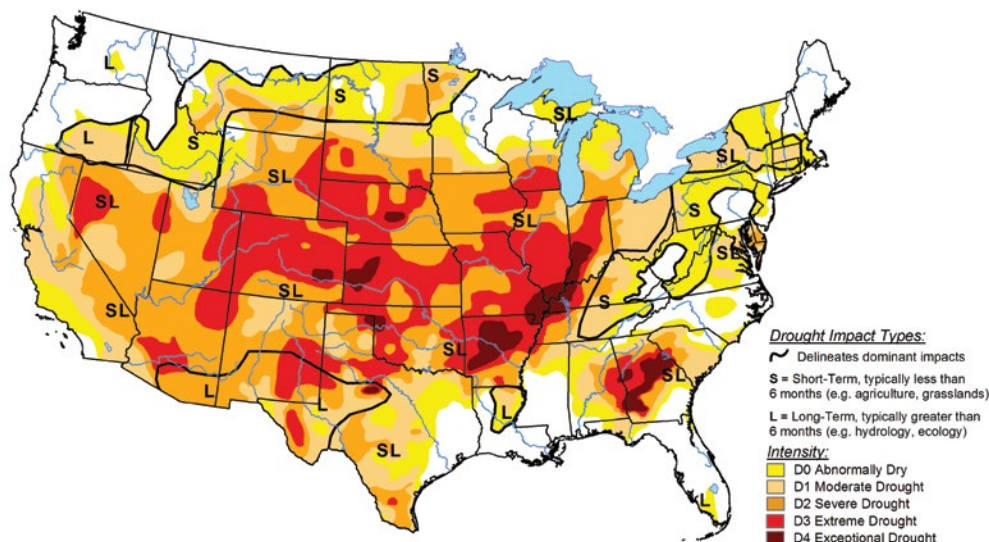 L
S
S
S
L
S
SL
SL
SL
SL
SL
S
SL
S
SL
SL
SL
SL
L
L
L
SL
L
Drought Impact Types:
Delineates dominant impacts
S = Short-Term, typically less than
6 months (e.g. agriculture, grasslands)
L = Long-Term, typically greater than
6 months (e.g. hydrology, ecology)
Intensity:
D0 Abnormally Dry
D1 Moderate Drought
D2 Severe Drought
D3 Extreme Drought
D4 Exceptional Drought